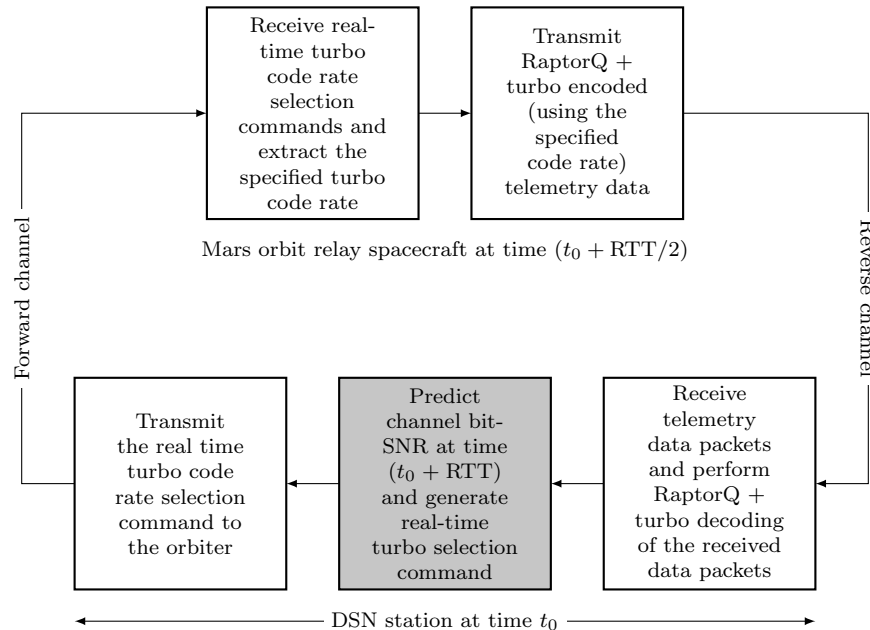 Receive real-
time turbo
code rate
selection
commands and
extract the
specified turbo
code rate
Transmit
RaptorQ +
turbo encoded
(using the
specified
code rate)
telemetry data
Mars orbit relay spacecraft at time (t₀ + RTT/2)
Forward channel
Reverse channel
Transmit
the real time
turbo code
rate selection
command to
the orbiter
Predict
channel bit-
SNR at time
(t₀ + RTT)
and generate
real-time
turbo selection
command
Receive
telemetry
data packets
and perform
RaptorQ +
turbo decoding
of the received
data packets
DSN station at time t₀